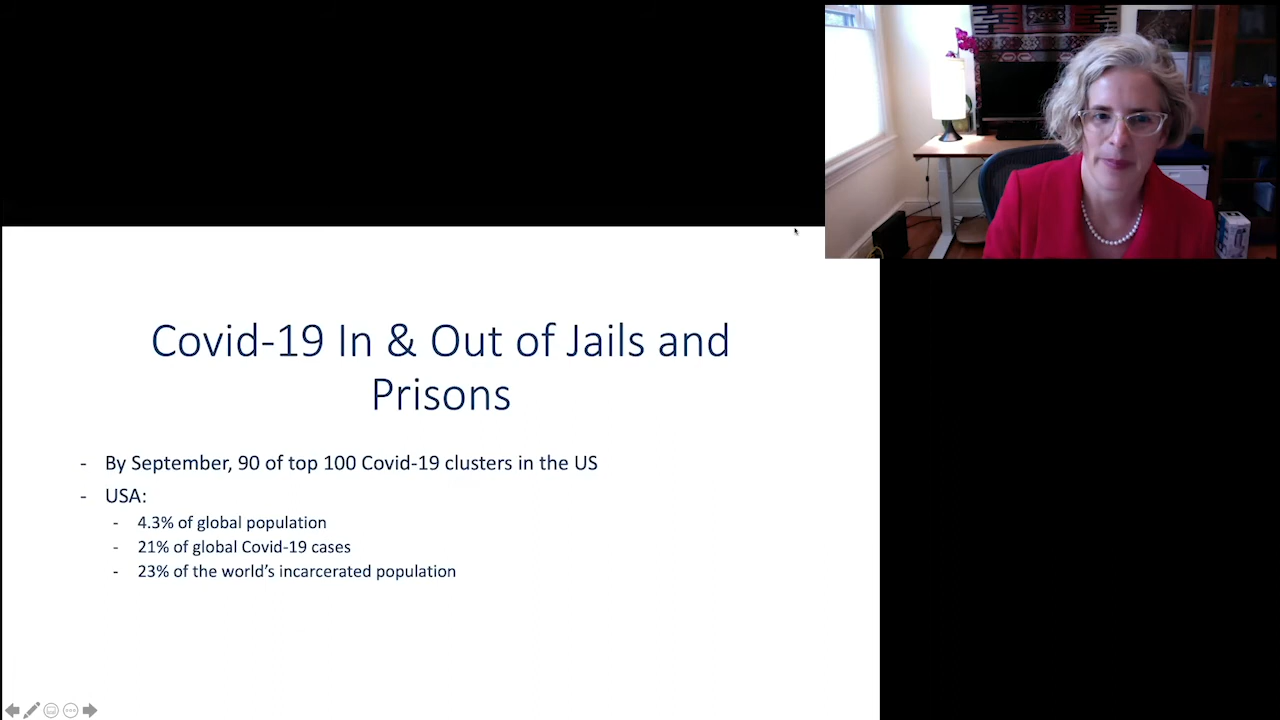 Covid-19 In & Out of Jails and
Prisons
- By September, 90 of top 100 Covid-19 clusters in the US
- USA:
- 4.3% of global population
- 21% of global Covid-19 cases
- 23% of the world's incarcerated population